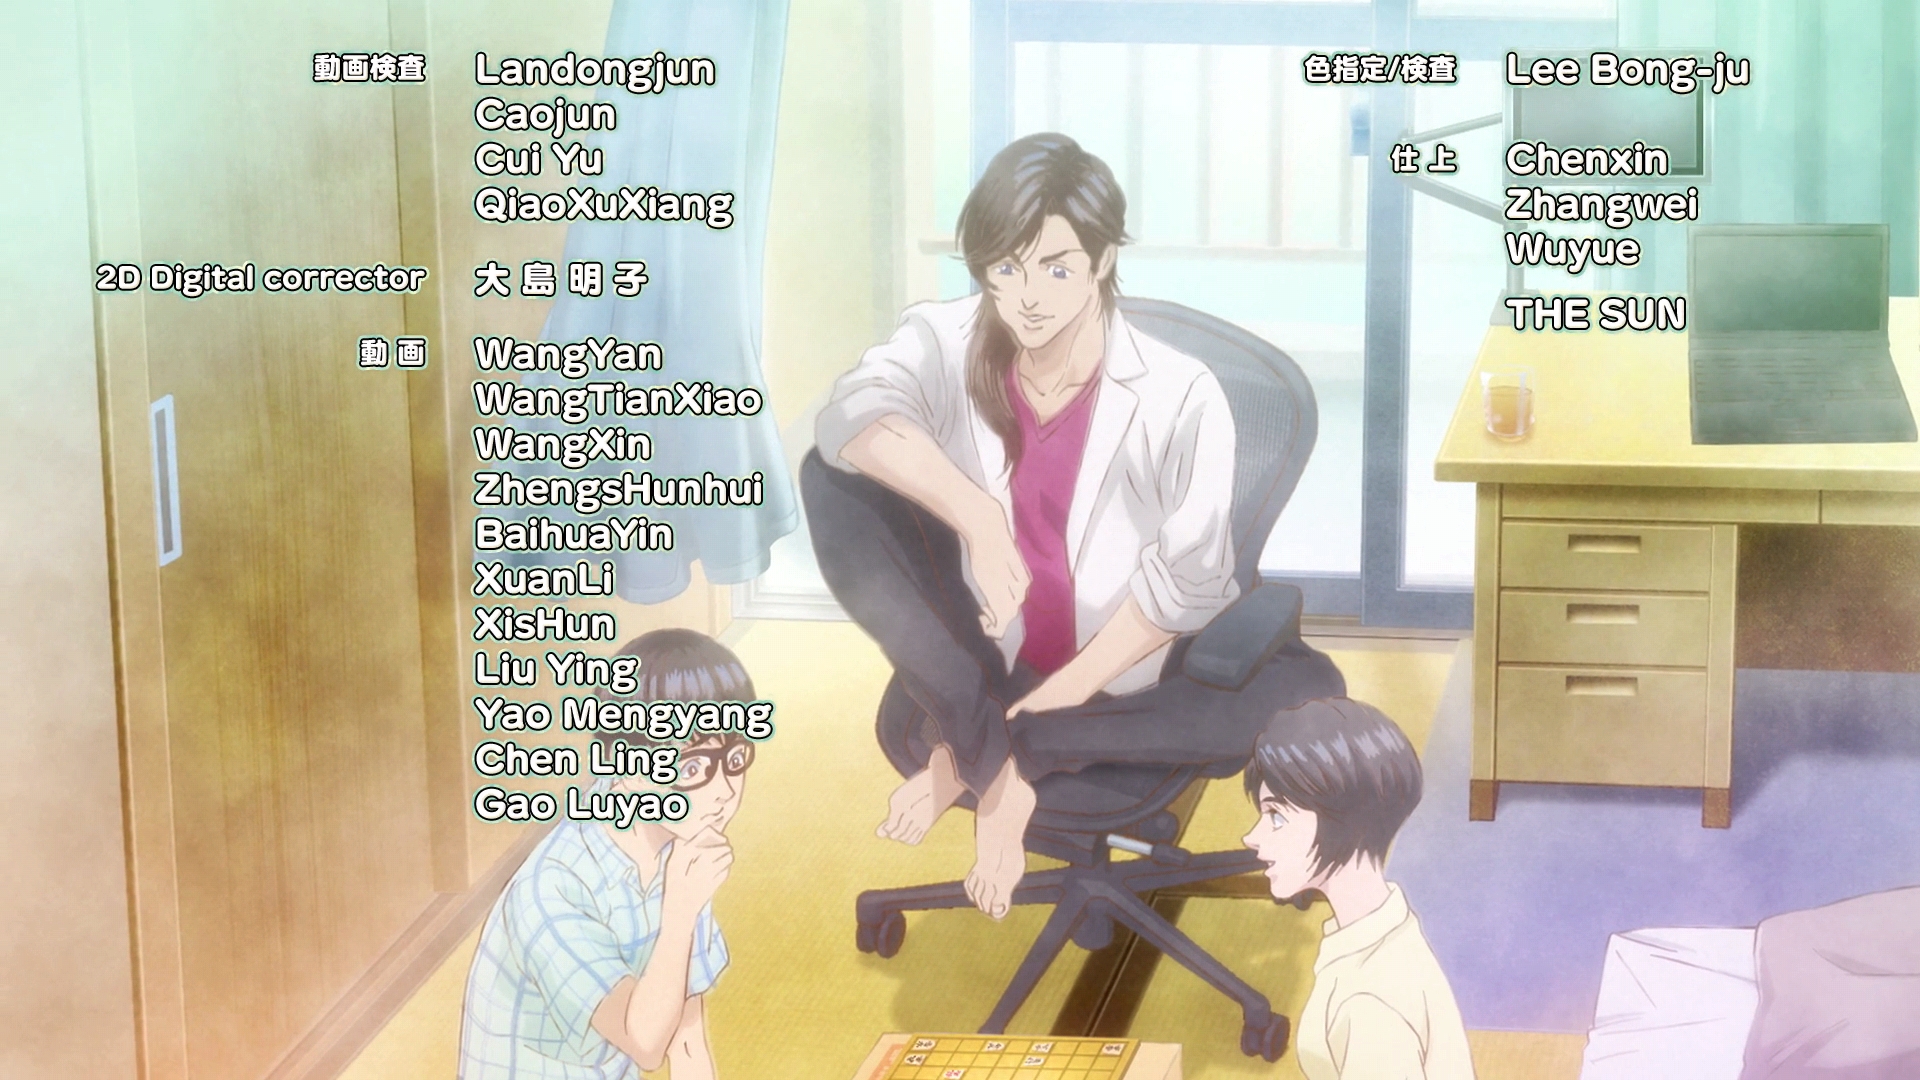 動画検査 Landongjun
Caojun
Cui Yu
QiaoXuXiang
2D Digital corrector 大島明子
動画 WangYan
WangTianXiao
WangXin
ZhengsHunhui
BaihuaYin
XuanLi
XisHun
Liu Ying
Yao Mengyang
Chen Ling
Gao Luyao
色指定/検査 Lee Bong-ju
仕上 Chenxin
Zhangwei
Wuyue
THE SUN